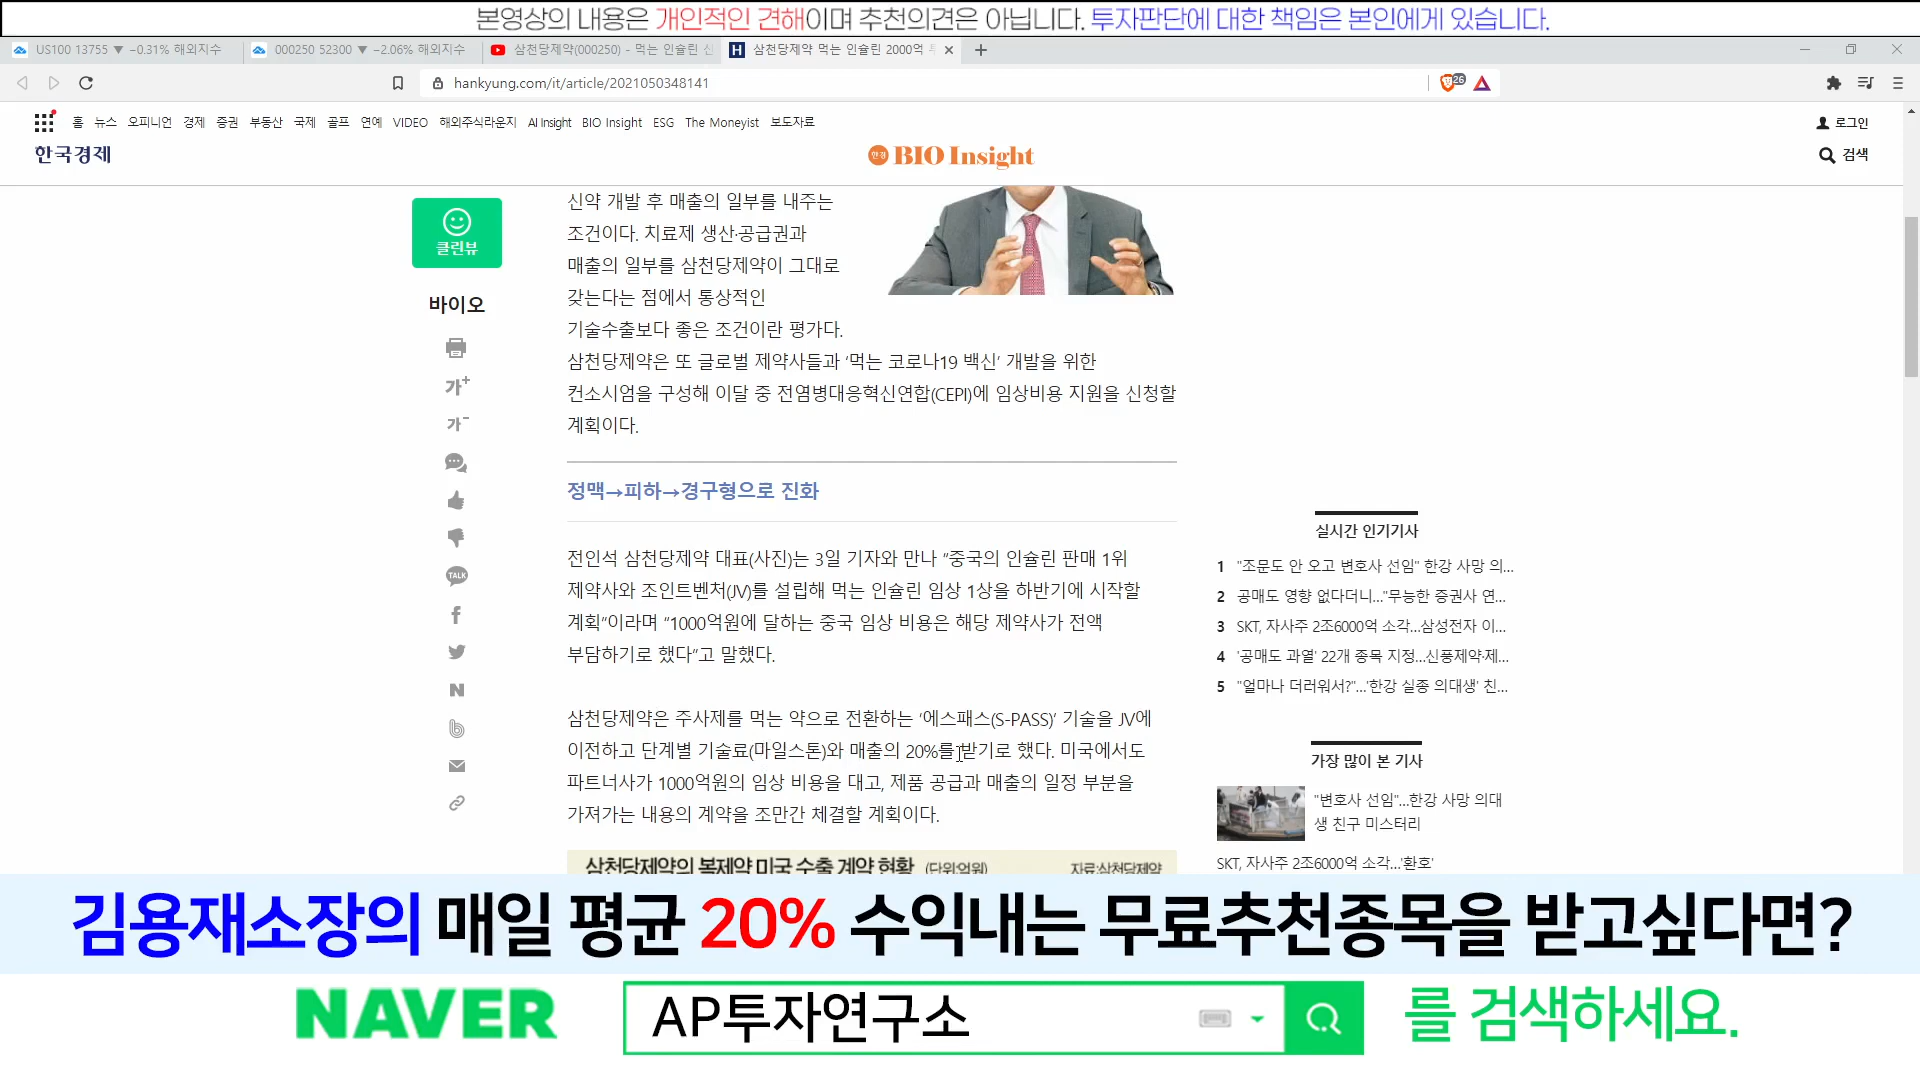 본영상의 내용은 개인적인 견해이며 추천의견은 아닙니다. 투자판단에 대한 책임은 본인에게 있습니다.
US100 13755 ▼ −0.31% 해외지수
000250 52300 ▼ −2.06% 해외지수
삼천당제약(000250) - 먹는 인슐린
삼천당제약 먹는 인슐린 2000억
hankyung.com/it/article/2021050348141
26
홈 뉴스 오피니언 경제 증권 부동산 국제 골프 연예 VIDEO 해외주식라운지 AI Insight BIO Insight ESG The Moneyist 보도자료
로그인
한국경제
한경 BIO Insight
검색
신약 개발 후 매출의 일부를 내주는
조건이다. 치료제 생산·공급권과
매출의 일부를 삼천당제약이 그대로
갖는다는 점에서 통상적인
기술수출보다 좋은 조건이란 평가다.
삼천당제약은 또 글로벌 제약사들과 ‘먹는 코로나19 백신’ 개발을 위한
컨소시엄을 구성해 이달 중 전염병대응혁신연합(CEPI)에 임상비용 지원을 신청할
계획이다.
클린뷰
바이오
가+
가-
TALK
정맥→피하→경구형으로 진화
전인석 삼천당제약 대표(사진)는 3일 기자와 만나 “중국의 인슐린 판매 1위
제약사와 조인트벤처(JV)를 설립해 먹는 인슐린 임상 1상을 하반기에 시작할
계획”이라며 “1000억원에 달하는 중국 임상 비용은 해당 제약사가 전액
부담하기로 했다”고 말했다.
삼천당제약은 주사제를 먹는 약으로 전환하는 ‘에스패스(S-PASS)’ 기술을 JV에
이전하고 단계별 기술료(마일스톤)와 매출의 20%를 받기로 했다. 미국에서도
파트너사가 1000억원의 임상 비용을 대고, 제품 공급과 매출의 일정 부분을
가져가는 내용의 계약을 조만간 체결할 계획이다.
삼천당제약의 복제약 미국 수출 계약 현황 (단위:억원) 자료:삼천당제약
실시간 인기기사
1 "조문도 안 오고 변호사 선임" 한강 사망 의...
2 공매도 영향 없다더니..."무능한 증권사 연...
3 SKT, 자사주 2조6000억 소각...삼성전자 이...
4 '공매도 과열' 22개 종목 지정...신풍제약·제...
5 "얼마나 더러워서?"...'한강 실종 의대생' 친...
가장 많이 본 기사
"변호사 선임"...한강 사망 의대
생 친구 미스터리
SKT, 자사주 2조6000억 소각...'환호'
김용재소장의 매일 평균 20% 수익내는 무료추천종목을 받고싶다면?
NAVER
AP투자연구소
를 검색하세요.